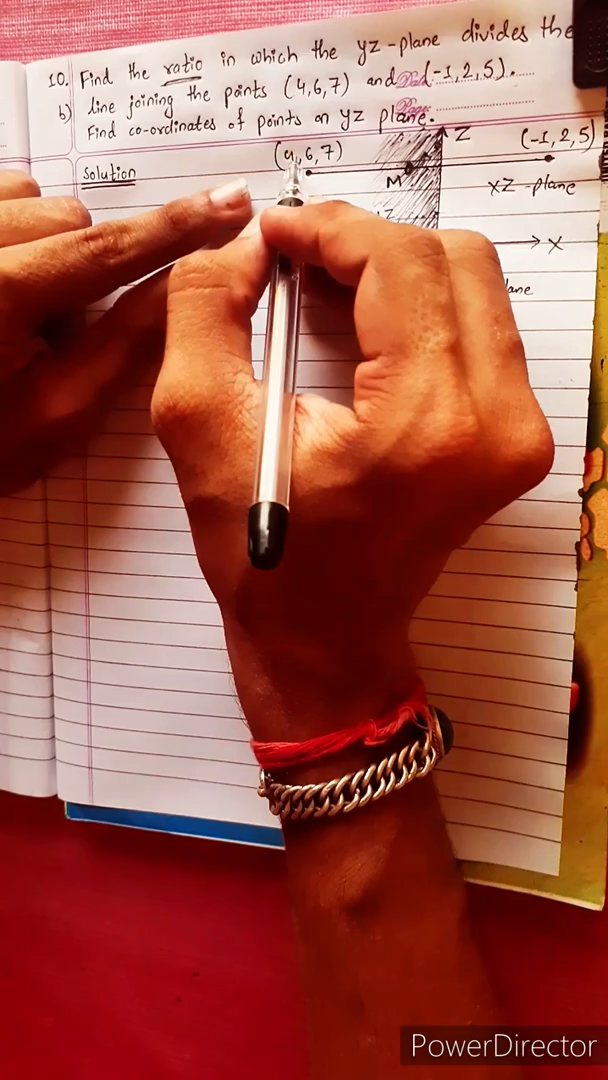 10. Find the ratio in which the yz-plane divides the
b) line joining the points (4,6,7) and (-1,2,5).
Find co-ordinates of points on yz plane.
Solution
(4,6,7)
Z
(-1,2,5)
M
XZ-plane
YZ
X
PowerDirector